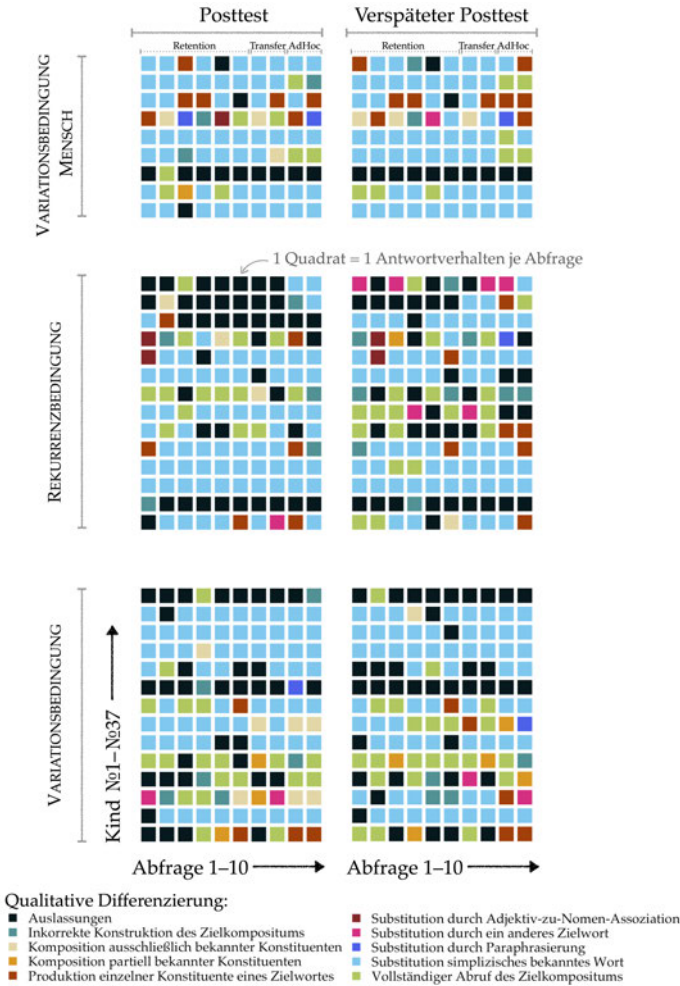 Posttest
Verspäteter Posttest
Retention
Transfer
AdHoc
Retention
Transfer
AdHoc
VARIATIONSBEDINGUNG
MENSCH
1 Quadrat = 1 Antwortverhalten je Abfrage
REKURRENZBEDINGUNG
VARIATIONSBEDINGUNG
Kind №1–№37
Abfrage 1–10
Abfrage 1–10
Qualitative Differenzierung:
Auslassungen
Inkorrekte Konstruktion des Zielkompositums
Komposition ausschließlich bekannter Konstituenten
Komposition partiell bekannter Konstituenten
Produktion einzelner Konstituente eines Zielwortes
Substitution durch Adjektiv-zu-Nomen-Assoziation
Substitution durch ein anderes Zielwort
Substitution durch Paraphrasierung
Substitution simplizisches bekanntes Wort
Vollständiger Abruf des Zielkompositums